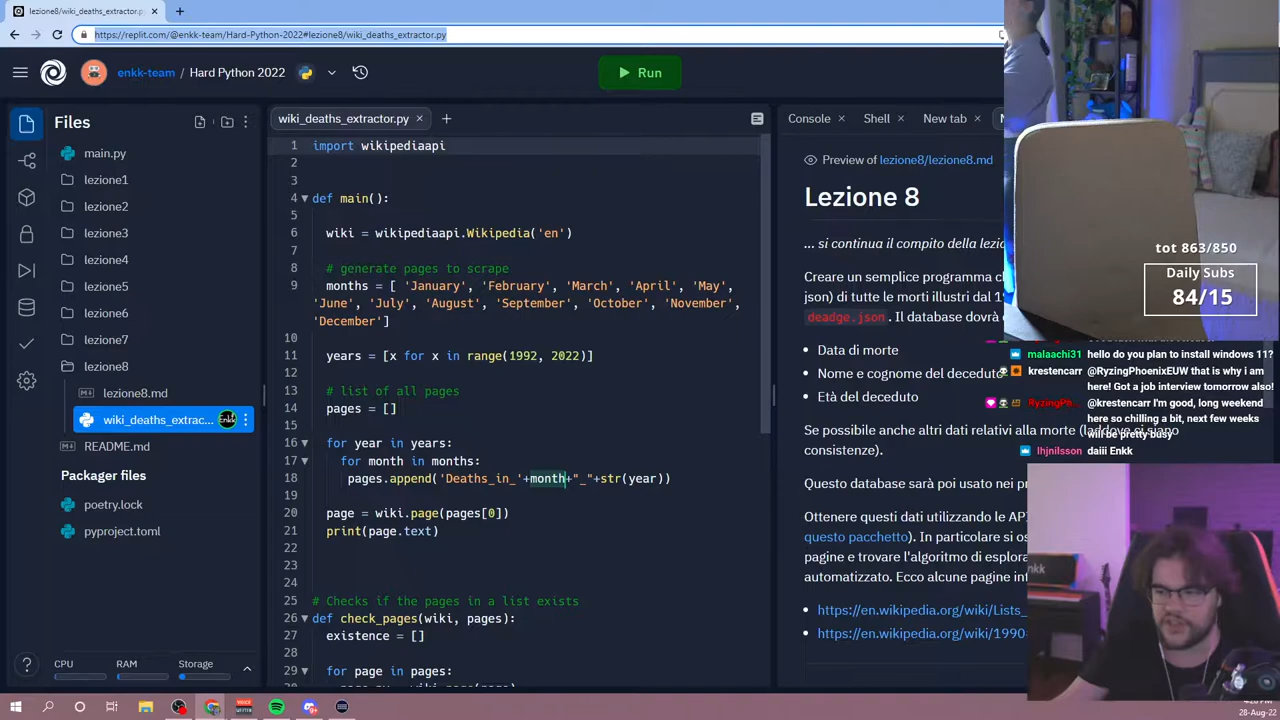 lezione8/wiki_deaths_extractor.py
https://replit.com/@enkk-team/Hard-Python-2022#lezione8/wiki_deaths_extractor.py
enkk-team / Hard Python 2022
Run
Files
main.py
lezione1
lezione2
lezione3
lezione4
lezione5
lezione6
lezione7
lezione8
lezione8.md
wiki_deaths_extrac...
README.md
Packager files
poetry.lock
pyproject.toml
CPU
RAM
Storage
wiki_deaths_extractor.py
1 import wikipediaapi
2
3
4 def main():
5
6 wiki = wikipediaapi.Wikipedia('en')
7
8 # generate pages to scrape
9 months = [ 'January', 'February', 'March', 'April', 'May',
'June', 'July', 'August', 'September', 'October', 'November',
'December']
10
11 years = [x for x in range(1992, 2022)]
12
13 # list of all pages
14 pages = []
15
16 for year in years:
17 for month in months:
18 pages.append('Deaths_in_'+month+"_"+str(year))
19
20 page = wiki.page(pages[0])
21 print(page.text)
22
23
24
25 # Checks if the pages in a list exists
26 def check_pages(wiki, pages):
27 existence = []
29 for page in pages:
Console
Shell
New tab
Preview of lezione8/lezione8.md
Lezione 8
... si continua il compito della lezio
Creare un semplice programma ch
json) di tutte le morti illustri dal 1
deadge.json. Il database dovrà
Data di morte
Nome e cognome del deceduto
Età del deceduto
Se possibile anche altri dati relativi alla morte (laddove ci siano
consistenze).
Questo database sarà poi usato nei pr
Ottenere questi dati utilizzando le AP
questo pacchetto). In particolare si os
pagine e trovare l'algoritmo di esplora
automatizzato. Ecco alcune pagine inf
https://en.wikipedia.org/wiki/Lists_
https://en.wikipedia.org/wiki/1990
tot 863/850
Daily Subs
84/15
malaachi31 hello do you plan to install windows 11?
krestencarr @RyzingPhoenixEUW that is why i am
here! Got a job interview tomorrow also!
RyzingPh... @krestencarr I'm good, long weekend
here so chilling a bit, next few weeks
will be pretty busy
lhjnilsson daiii Enkk
28-Aug-22